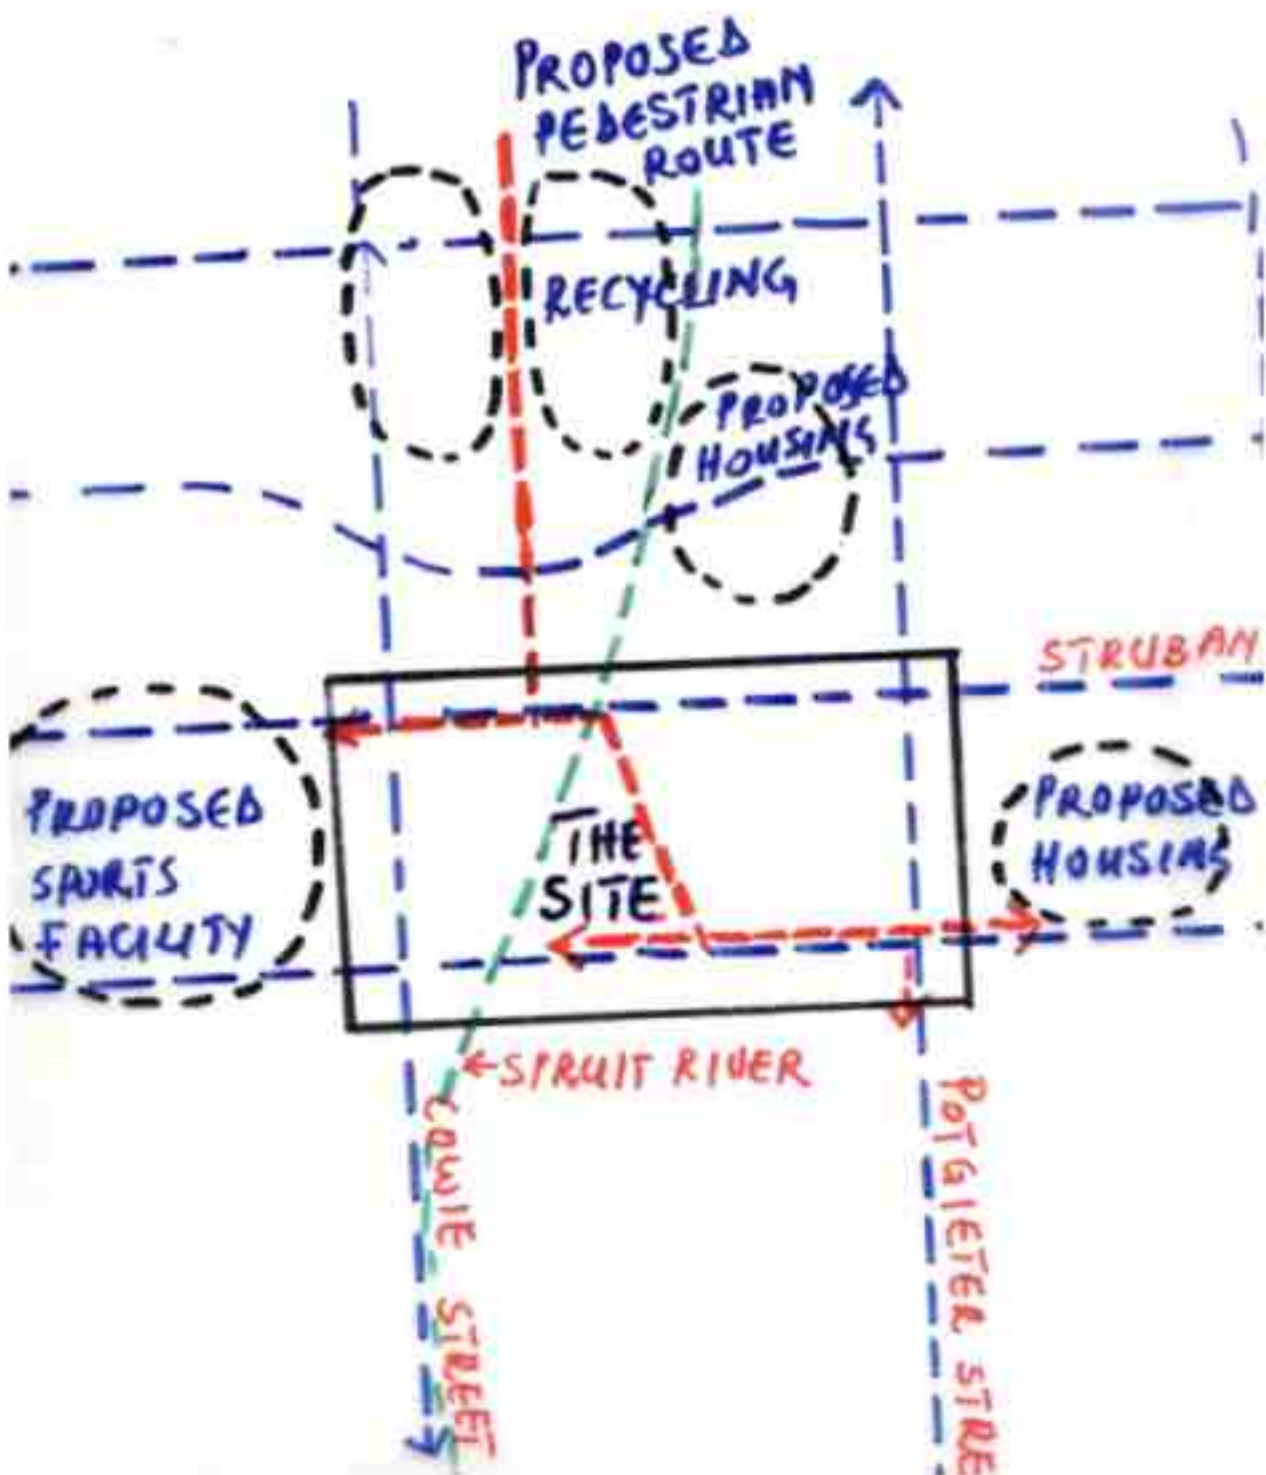 PROPOSED
PEDESTRIAN
ROUTE
RECYCLING
PROPOSED
HOUSING
STRUBAN
PROPOSED
SPORTS
FACILITY
THE
SITE
PROPOSED
HOUSING
←SPRUIT RIVER
COWIE STREET
POTGIETER STRE